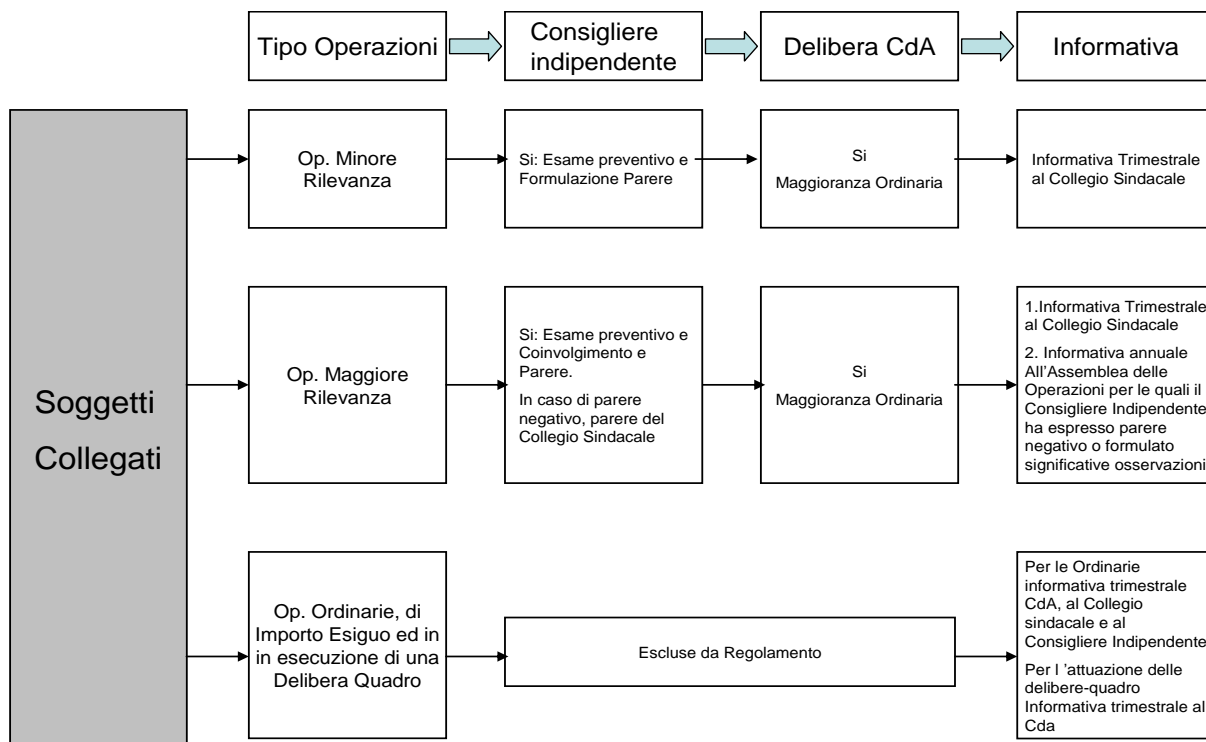 Tipo Operazioni
Consigliere
indipendente
Delibera CdA
Informativa
Soggetti
Collegati
Op. Minore
Rilevanza
Si: Esame preventivo e
Formulazione Parere
Si
Maggioranza Ordinaria
Informativa Trimestrale
al Collegio Sindacale
Op. Maggiore
Rilevanza
Si: Esame preventivo e
Coinvolgimento e
Parere.
In caso di parere
negativo, parere del
Collegio Sindacale
Si
Maggioranza Ordinaria
1.Informativa Trimestrale
al Collegio Sindacale
2. Informativa annuale
All'Assemblea delle
Operazioni per le quali il
Consigliere Indipendente
ha espresso parere
negativo o formulato
significative osservazioni
Op. Ordinarie, di
Importo Esiguo ed in
in esecuzione di una
Delibera Quadro
Escluse da Regolamento
Per le Ordinarie
informativa trimestrale
CdA, al Collegio
sindacale e al
Consigliere Indipendente
Per l 'attuazione delle
delibere-quadro
Informativa trimestrale al
Cda